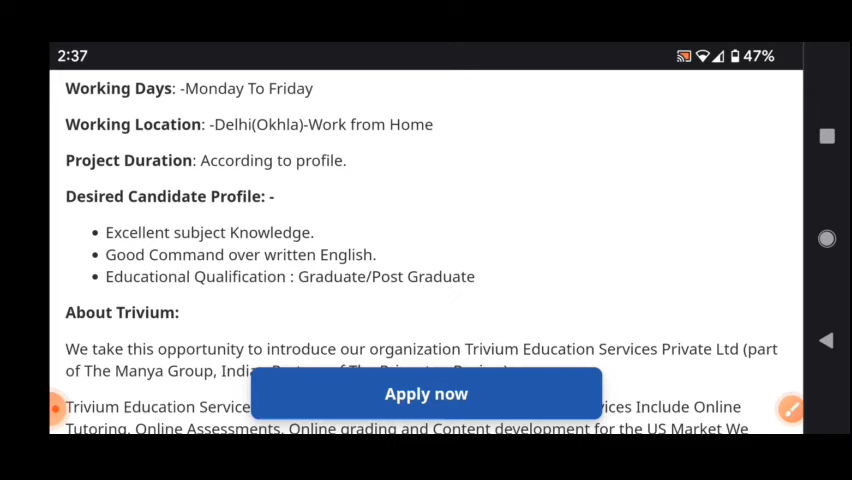 2:37
47%
Working Days: -Monday To Friday
Working Location: -Delhi(Okhla)-Work from Home
Project Duration: According to profile.
Desired Candidate Profile: -
• Excellent subject Knowledge.
• Good Command over written English.
• Educational Qualification : Graduate/Post Graduate
About Trivium:
We take this opportunity to introduce our organization Trivium Education Services Private Ltd (part
of The Manya Group,
Apply now
Trivium Education Service
Include Online
Tutoring, Online Assessments, Online grading and Content development for the US Market We